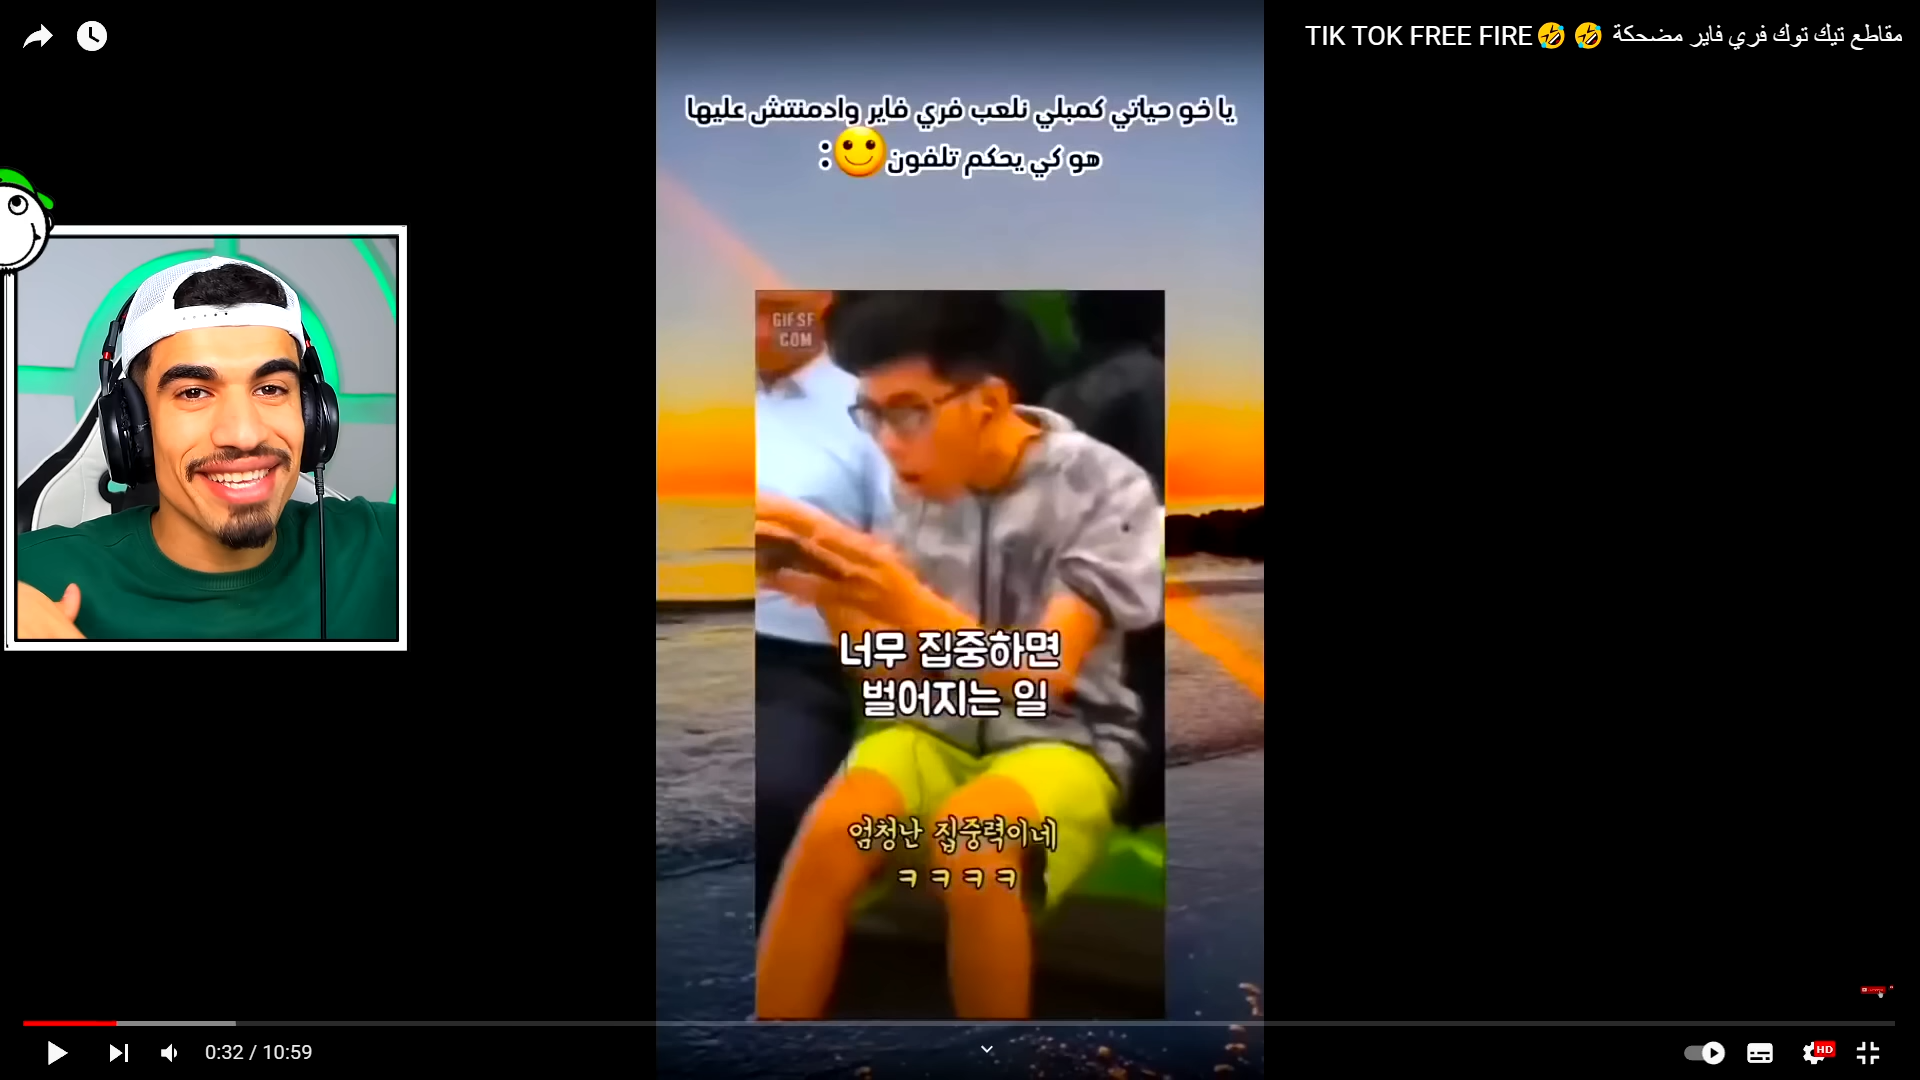 TIK TOK FREE FIRE🤣 🤣 مقاطع تيك توك فري فاير مضحكة
يا خو حياتي كمبلي نلعب فري فاير وادمنتش عليها
هو كي يحكم تلفون🙂:
GIFSF
COM
너무 집중하면
벌어지는 일
엄청난 집중력이네
ㅋㅋㅋㅋ
0:32 / 10:59
HD